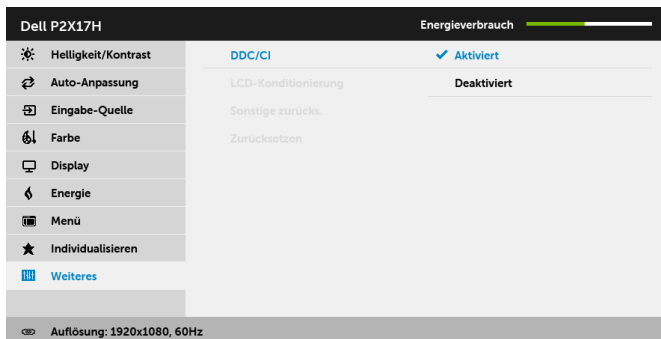 Dell P2X17H
Energieverbrauch
Helligkeit/Kontrast
DDC/CI
Aktiviert
Auto-Anpassung
LCD-Konditionierung
Deaktiviert
Eingabe-Quelle
Sonstige zurücks.
Farbe
Zurücksetzen
Display
Energie
Menü
Individualisieren
Weiteres
Auflösung: 1920x1080, 60Hz